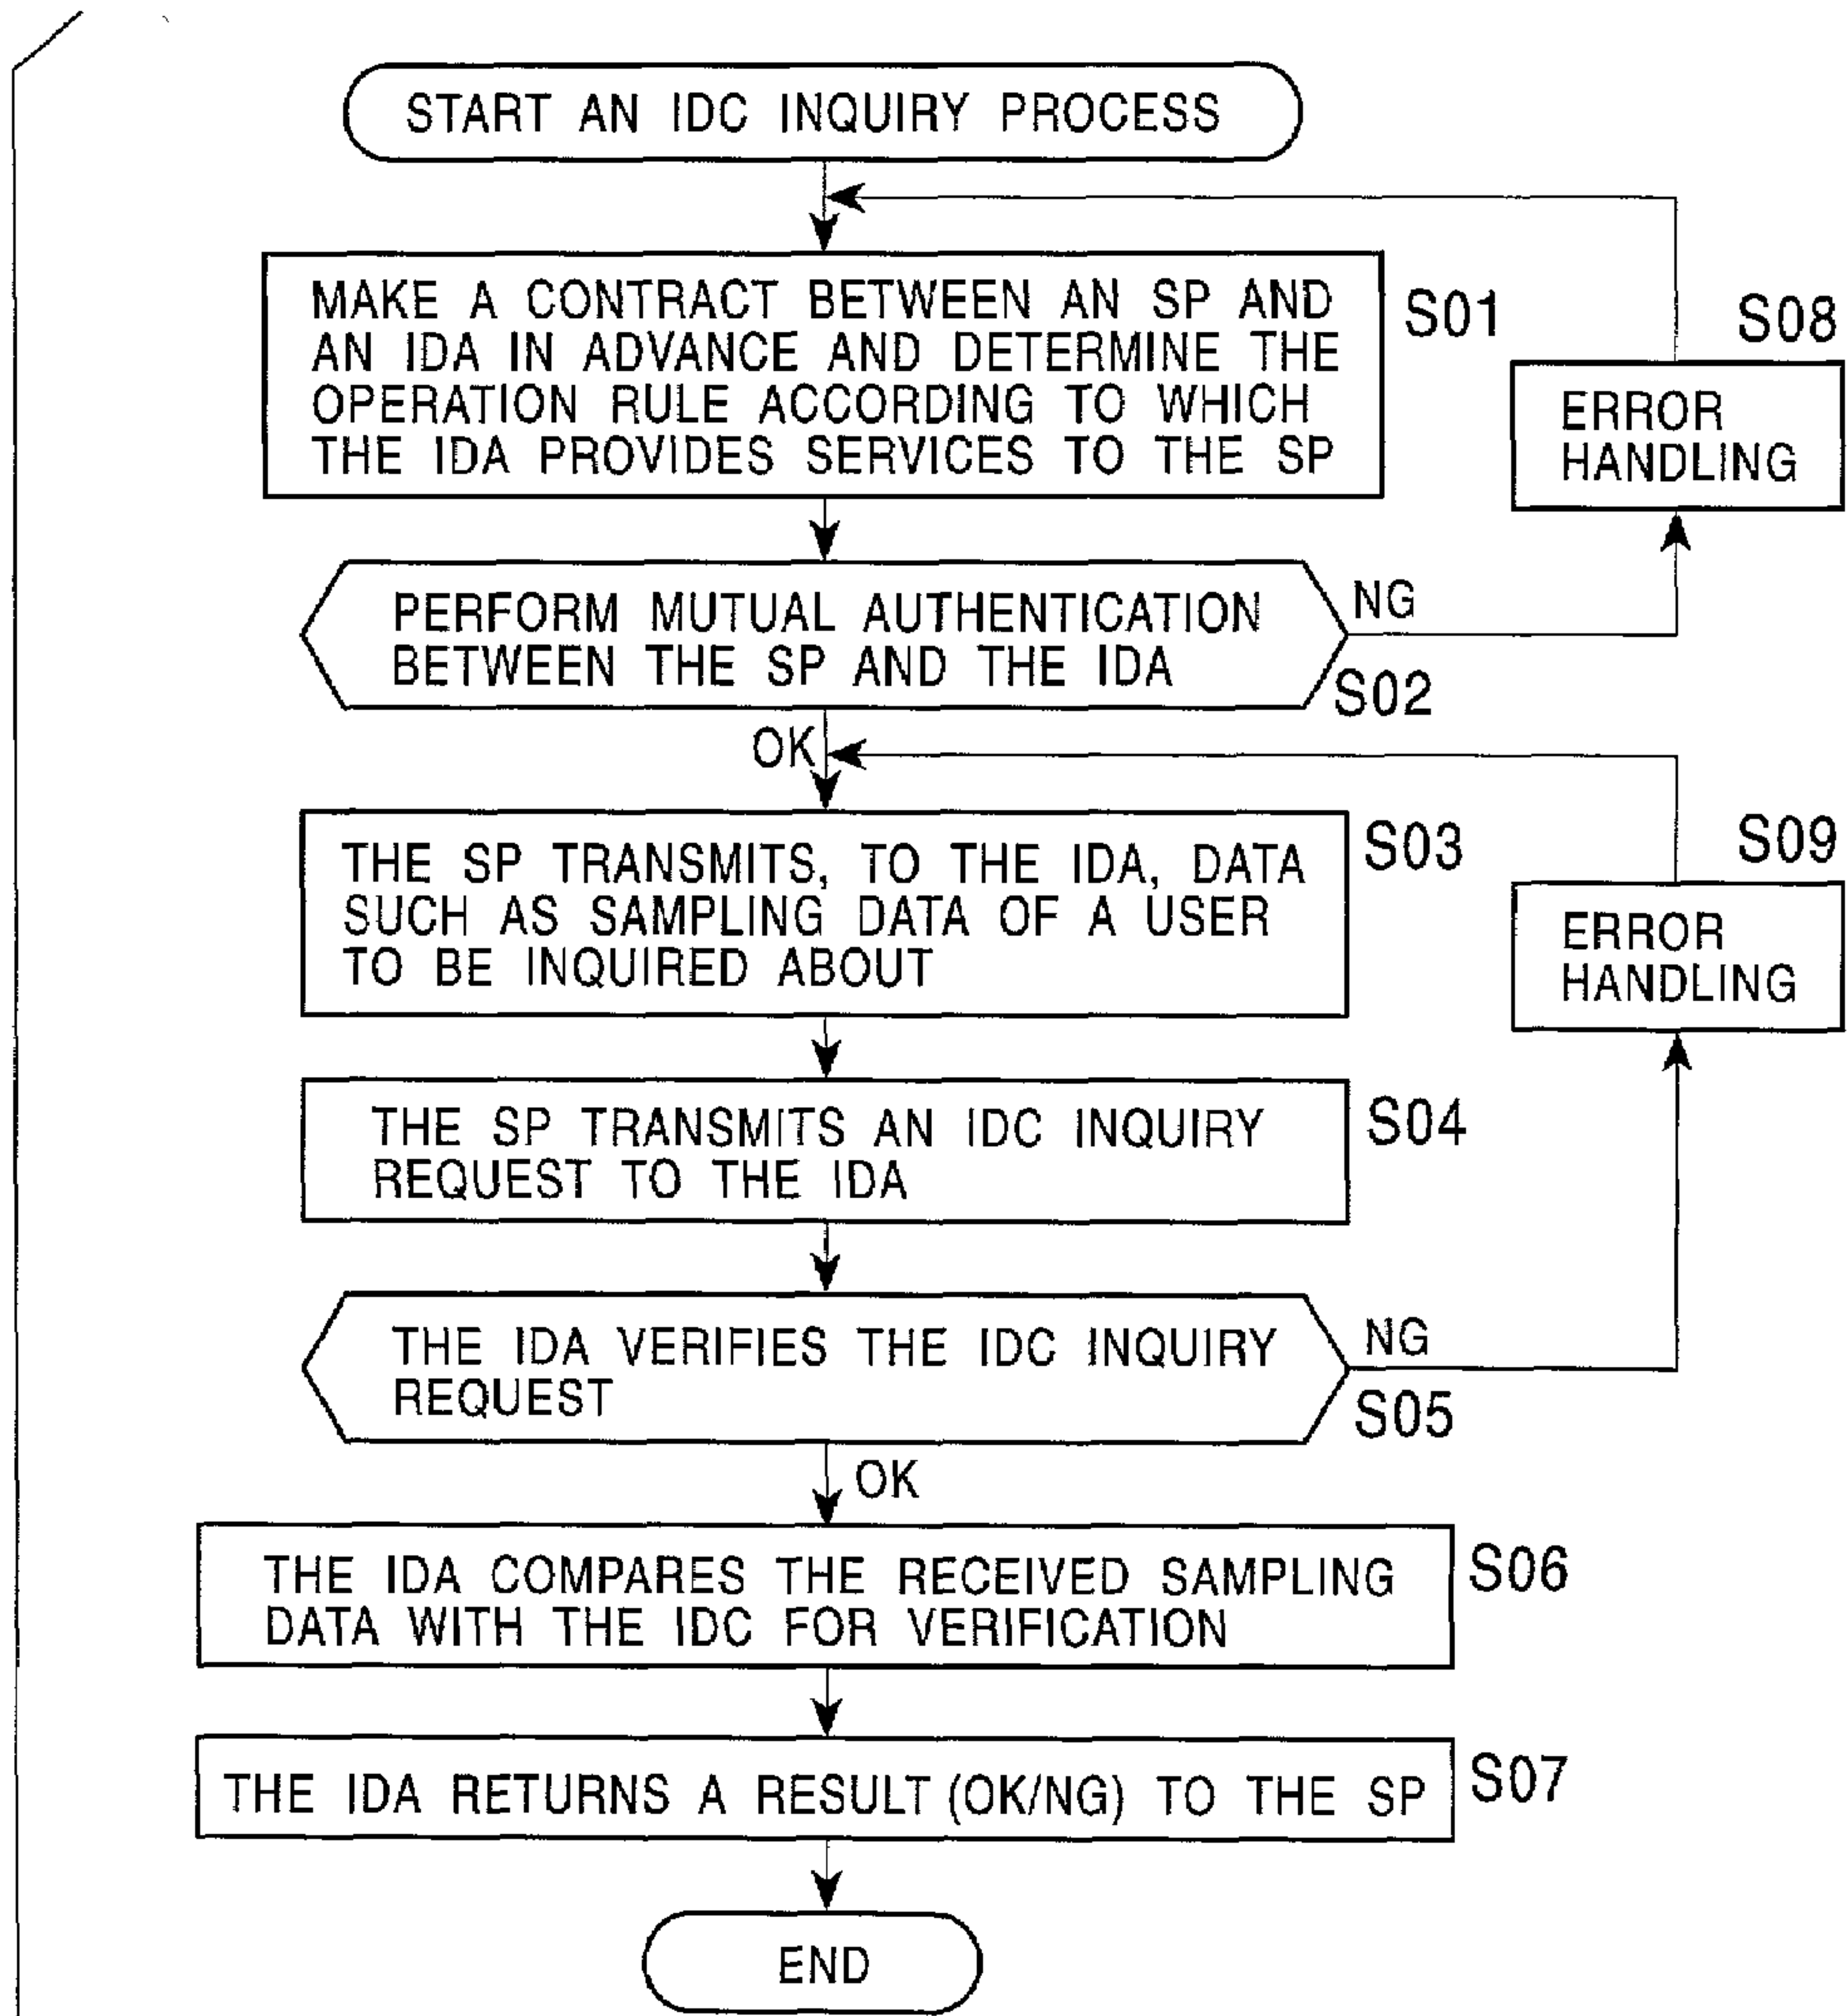 START AN IDC INQUIRY PROCESS
MAKE A CONTRACT BETWEEN AN SP AND
AN IDA IN ADVANCE AND DETERMINE THE
OPERATION RULE ACCORDING TO WHICH
THE IDA PROVIDES SERVICES TO THE SP
S01
S08
ERROR
HANDLING
PERFORM MUTUAL AUTHENTICATION
BETWEEN THE SP AND THE IDA
NG
S02
OK
THE SP TRANSMITS, TO THE IDA, DATA
SUCH AS SAMPLING DATA OF A USER
TO BE INQUIRED ABOUT
S03
S09
ERROR
HANDLING
THE SP TRANSMITS AN IDC INQUIRY
REQUEST TO THE IDA
S04
THE IDA VERIFIES THE IDC INQUIRY
REQUEST
NG
S05
OK
THE IDA COMPARES THE RECEIVED SAMPLING
DATA WITH THE IDC FOR VERIFICATION
S06
THE IDA RETURNS A RESULT (OK/NG) TO THE SP
S07
END